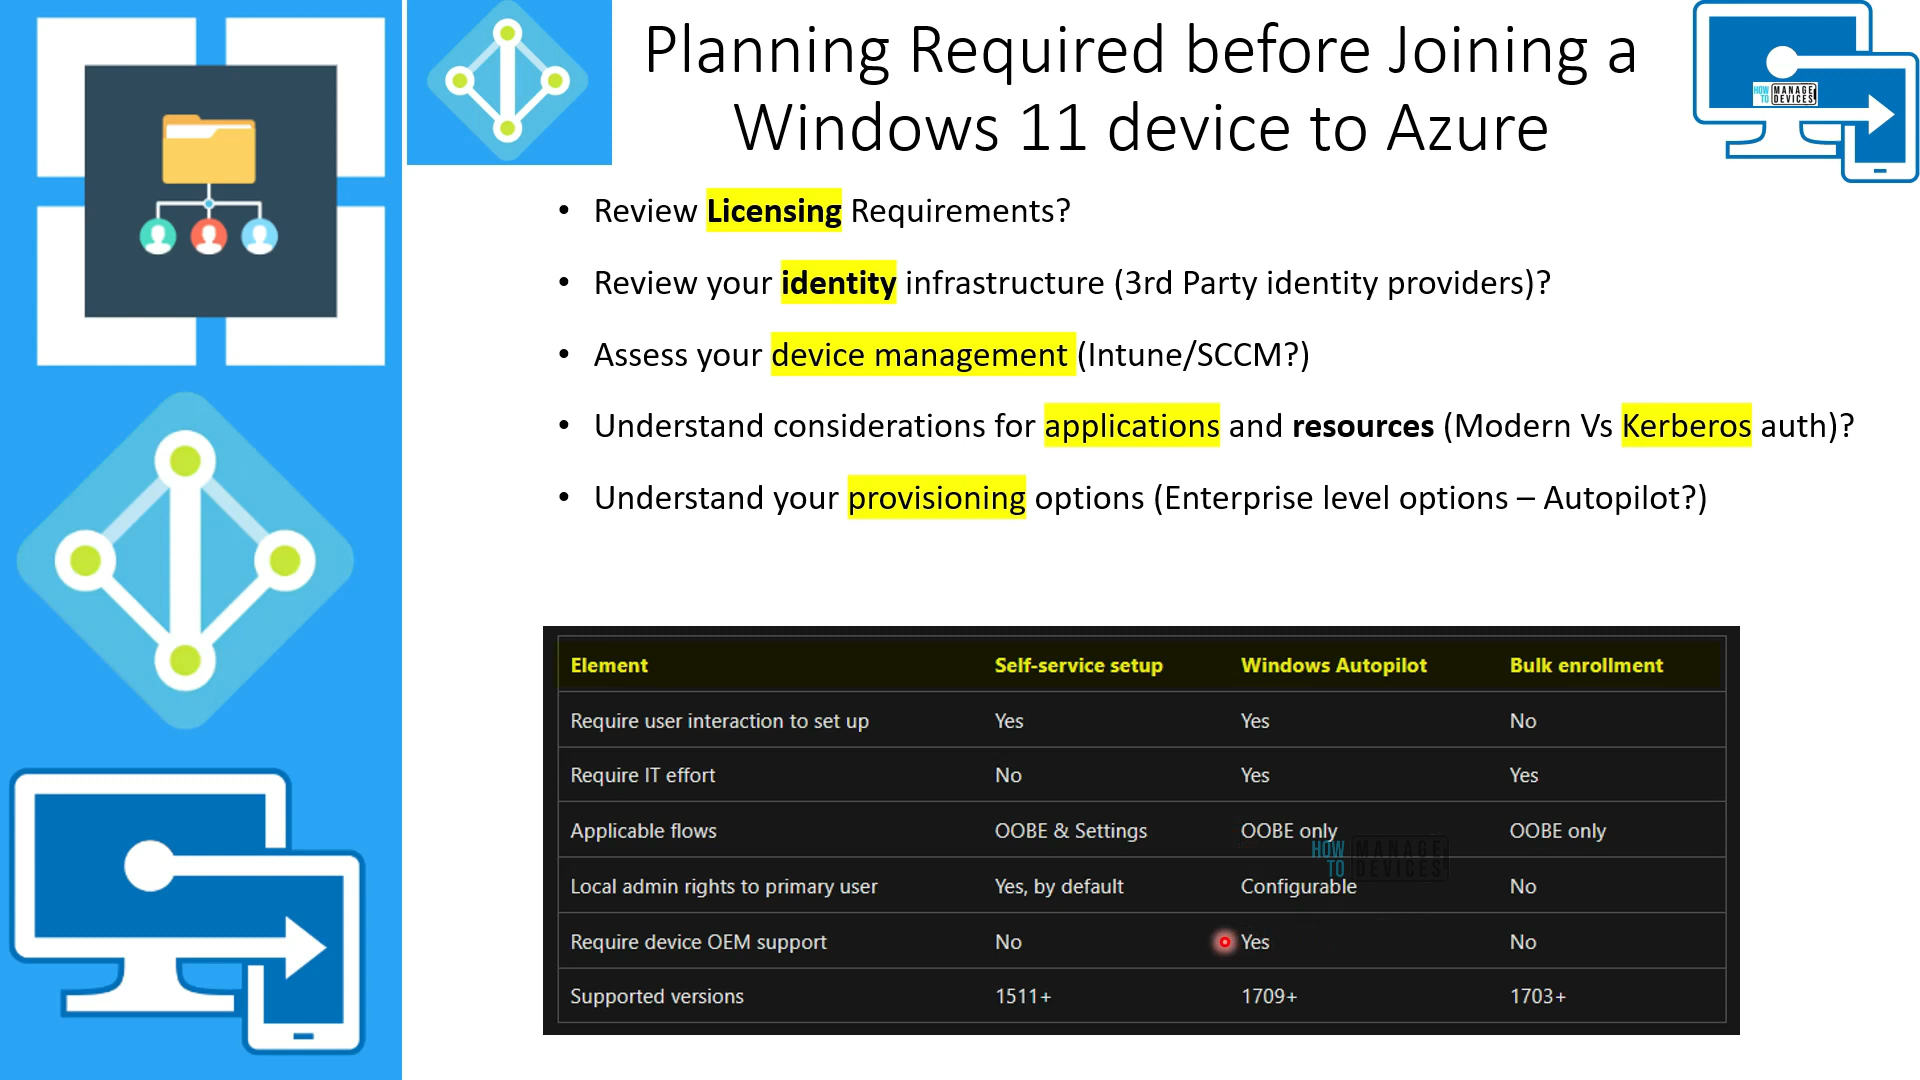 Planning Required before Joining a
Windows 11 device to Azure
HOW TO MANAGE DEVICES
• Review Licensing Requirements?
• Review your identity infrastructure (3rd Party identity providers)?
• Assess your device management (Intune/SCCM?)
• Understand considerations for applications and resources (Modern Vs Kerberos auth)?
• Understand your provisioning options (Enterprise level options – Autopilot?)
Element Self-service setup Windows Autopilot Bulk enrollment
Require user interaction to set up Yes Yes No
Require IT effort No Yes Yes
Applicable flows OOBE & Settings OOBE only OOBE only
HOW TO MANAGE DEVICES
Local admin rights to primary user Yes, by default Configurable No
Require device OEM support No Yes No
Supported versions 1511+ 1709+ 1703+